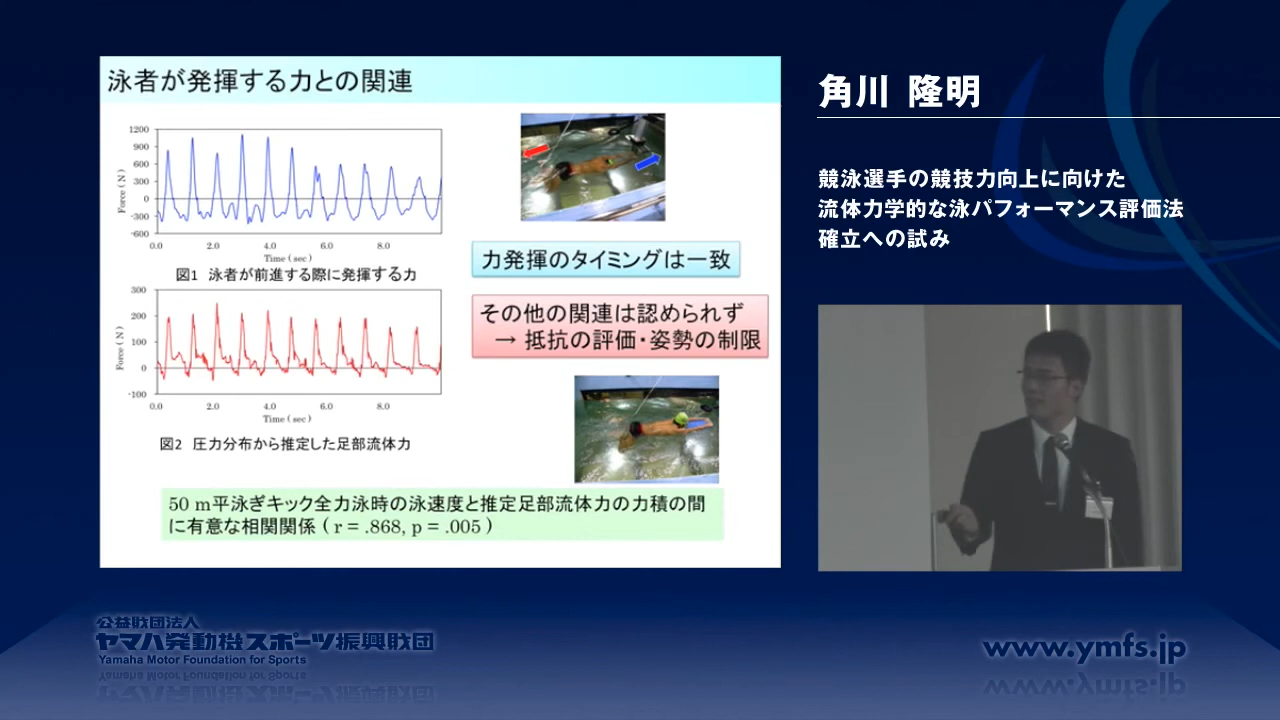 泳者が発揮する力との関連
1200
900
600
300
0
-300
-600
Force ( N )
0.0 2.0 4.0 6.0 8.0
Time ( sec )
図1 泳者が前進する際に発揮する力
300
200
100
0
-100
Force ( N )
0.0 2.0 4.0 6.0 8.0
Time ( sec )
図2 圧力分布から推定した足部流体力
力発揮のタイミングは一致
その他の関連は認められず
→ 抵抗の評価・姿勢の制限
50 m平泳ぎキック全力泳時の泳速度と推定足部流体力の力積の間
に有意な相関関係 ( r = .868, p = .005 )
角川 隆明
競泳選手の競技力向上に向けた
流体力学的な泳パフォーマンス評価法
確立への試み
公益財団法人
ヤマハ発動機スポーツ振興財団
Yamaha Motor Foundation for Sports
www.ymfs.jp